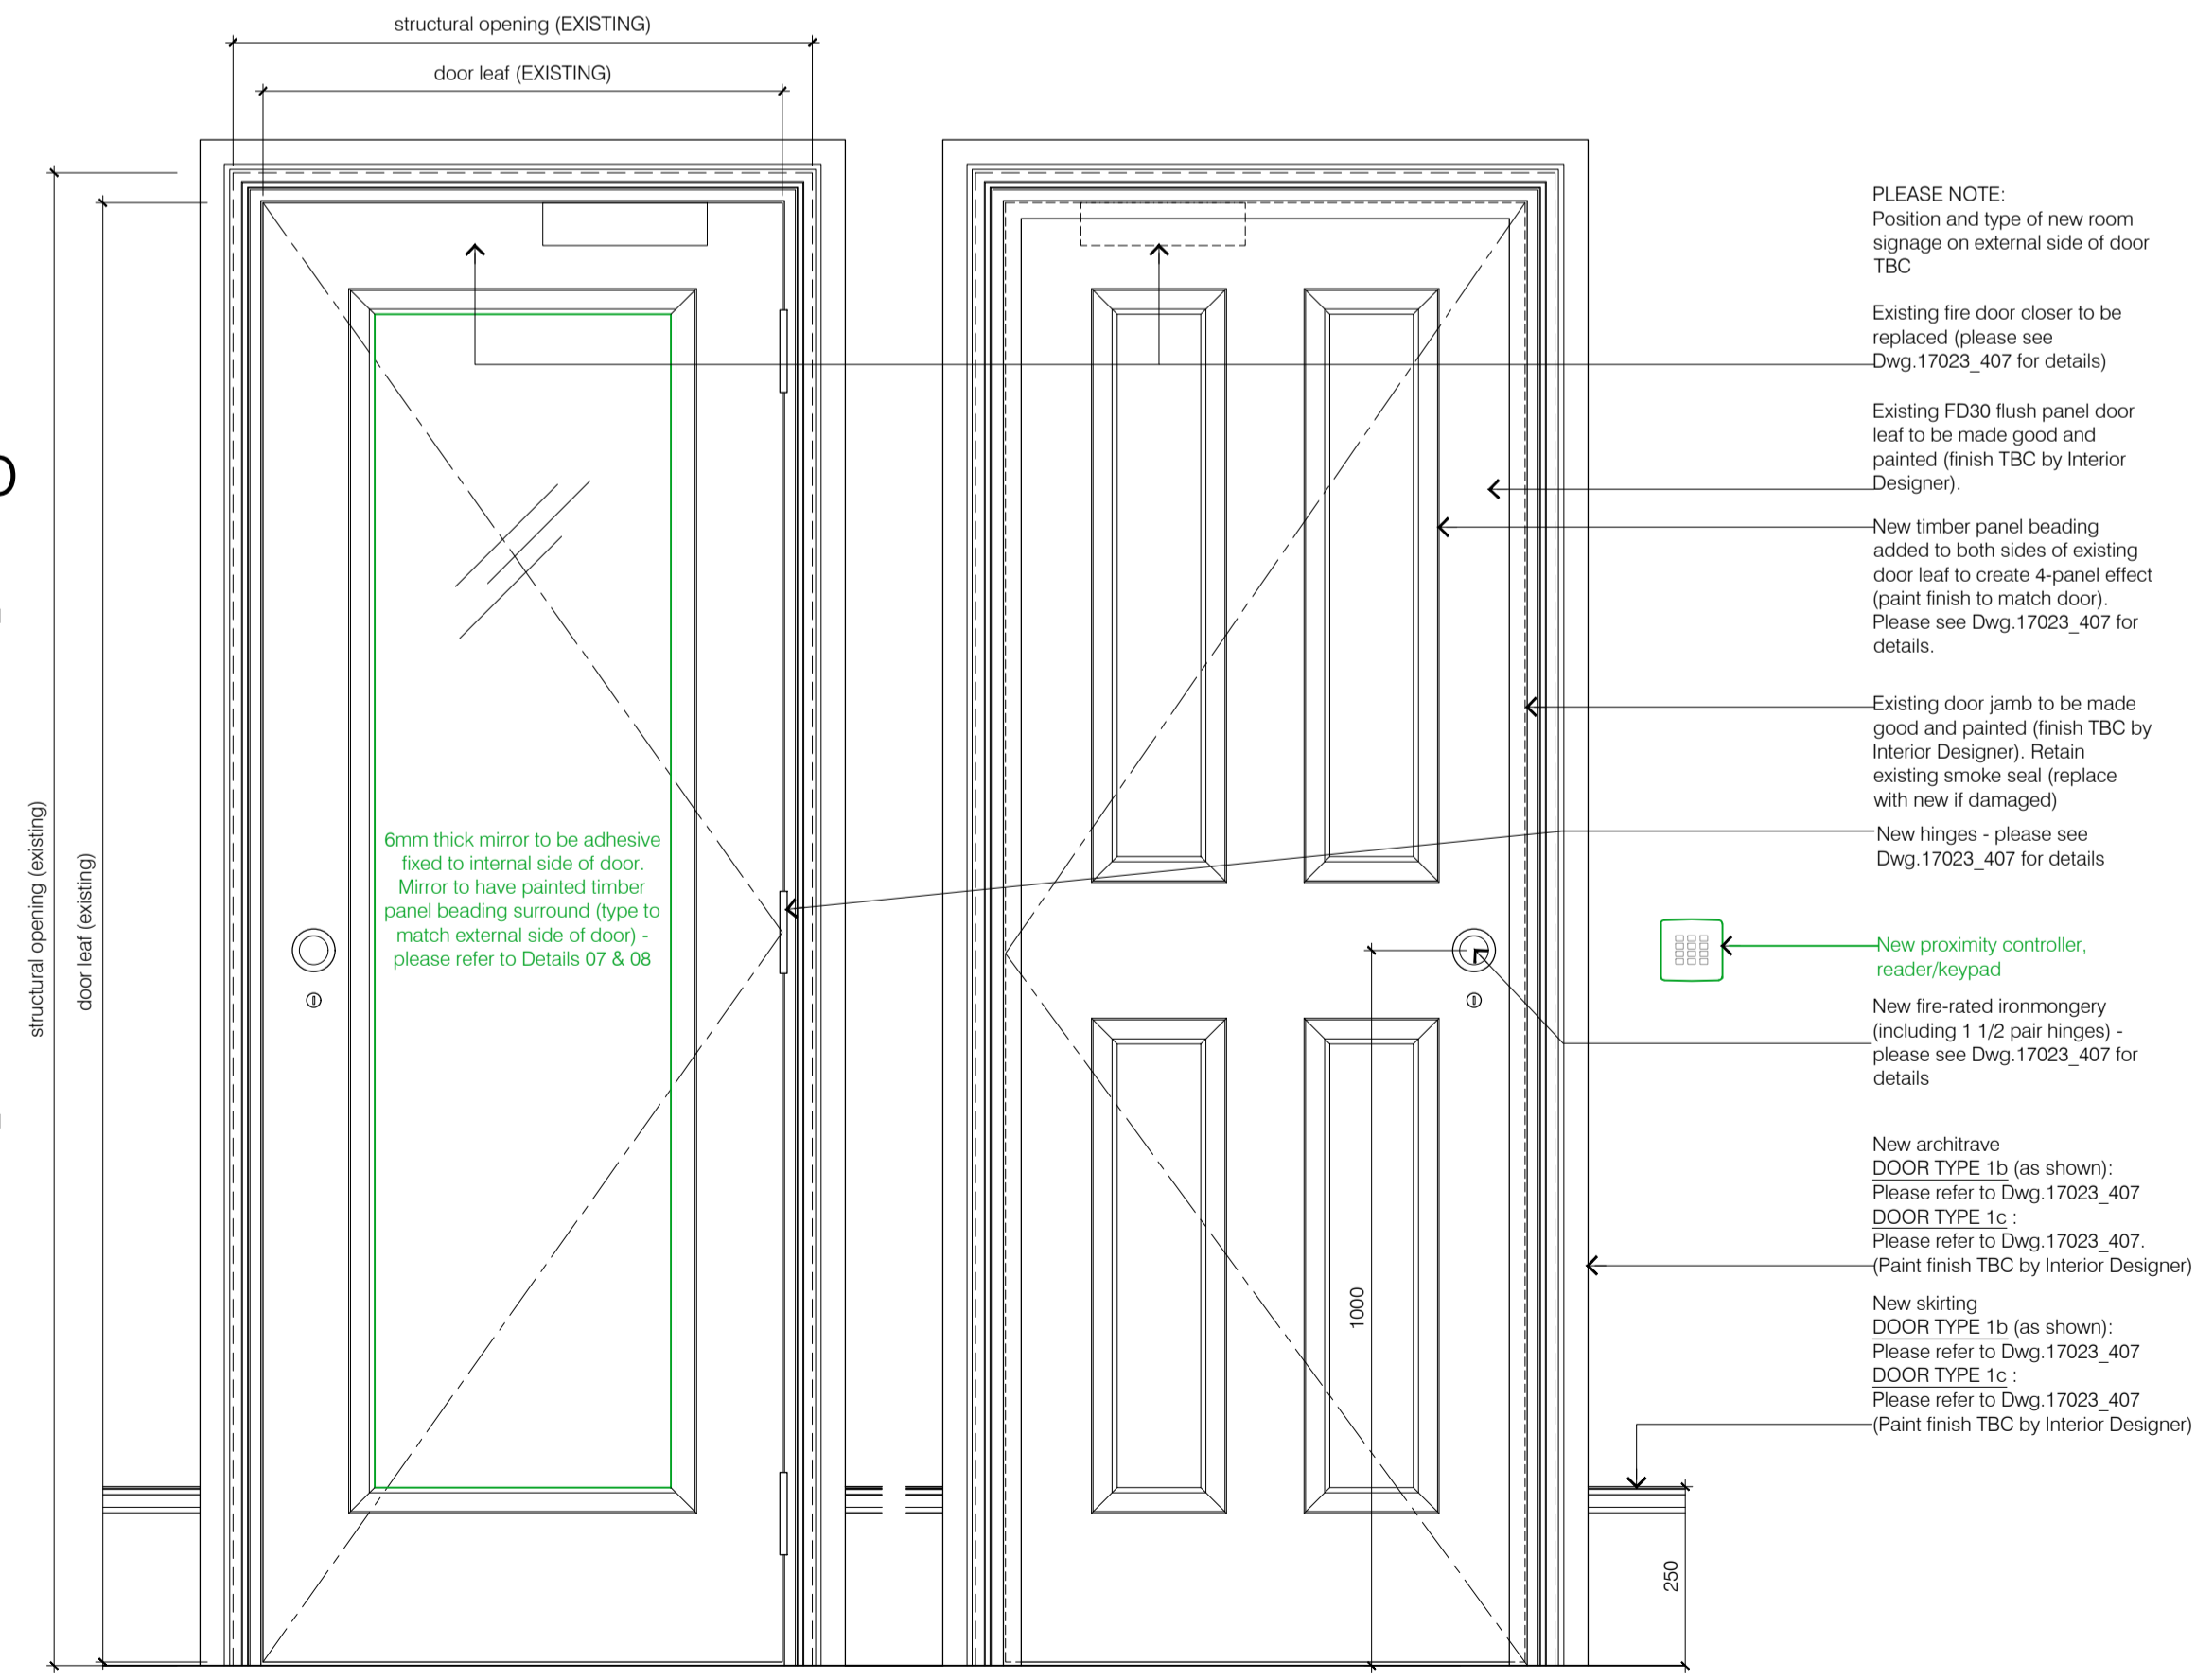 structural opening (EXISTING)
door leaf (EXISTING)
structural opening (existing)
door leaf (existing)
6mm thick mirror to be adhesive
fixed to internal side of door.
Mirror to have painted timber
panel beading surround (type to
match external side of door) -
please refer to Details 07 & 08
1000
250
PLEASE NOTE:
Position and type of new room
signage on external side of door
TBC
Existing fire door closer to be
replaced (please see
Dwg.17023_407 for details)
Existing FD30 flush panel door
leaf to be made good and
painted (finish TBC by Interior
Designer).
New timber panel beading
added to both sides of existing
door leaf to create 4-panel effect
(paint finish to match door).
Please see Dwg.17023_407 for
details.
Existing door jamb to be made
good and painted (finish TBC by
Interior Designer). Retain
existing smoke seal (replace
with new if damaged)
New hinges - please see
Dwg.17023_407 for details
New proximity controller,
reader/keypad
New fire-rated ironmongery
(including 1 1/2 pair hinges) -
please see Dwg.17023_407 for
details
New architrave
DOOR TYPE 1b (as shown):
Please refer to Dwg.17023_407
DOOR TYPE 1c :
Please refer to Dwg.17023_407.
(Paint finish TBC by Interior Designer)
New skirting
DOOR TYPE 1b (as shown):
Please refer to Dwg.17023_407
DOOR TYPE 1c :
Please refer to Dwg.17023_407
(Paint finish TBC by Interior Designer)